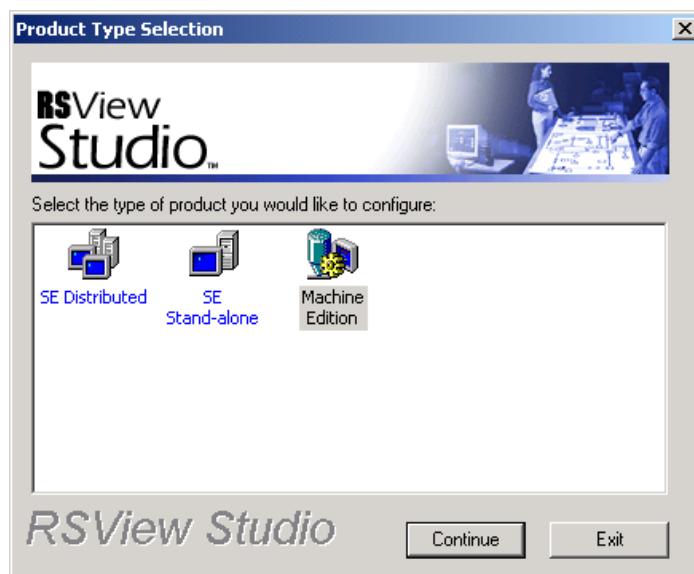 Product Type Selection
RSView
Studio™
Select the type of product you would like to configure:
SE Distributed
SE
Stand-alone
Machine
Edition
RSView Studio
Continue
Exit